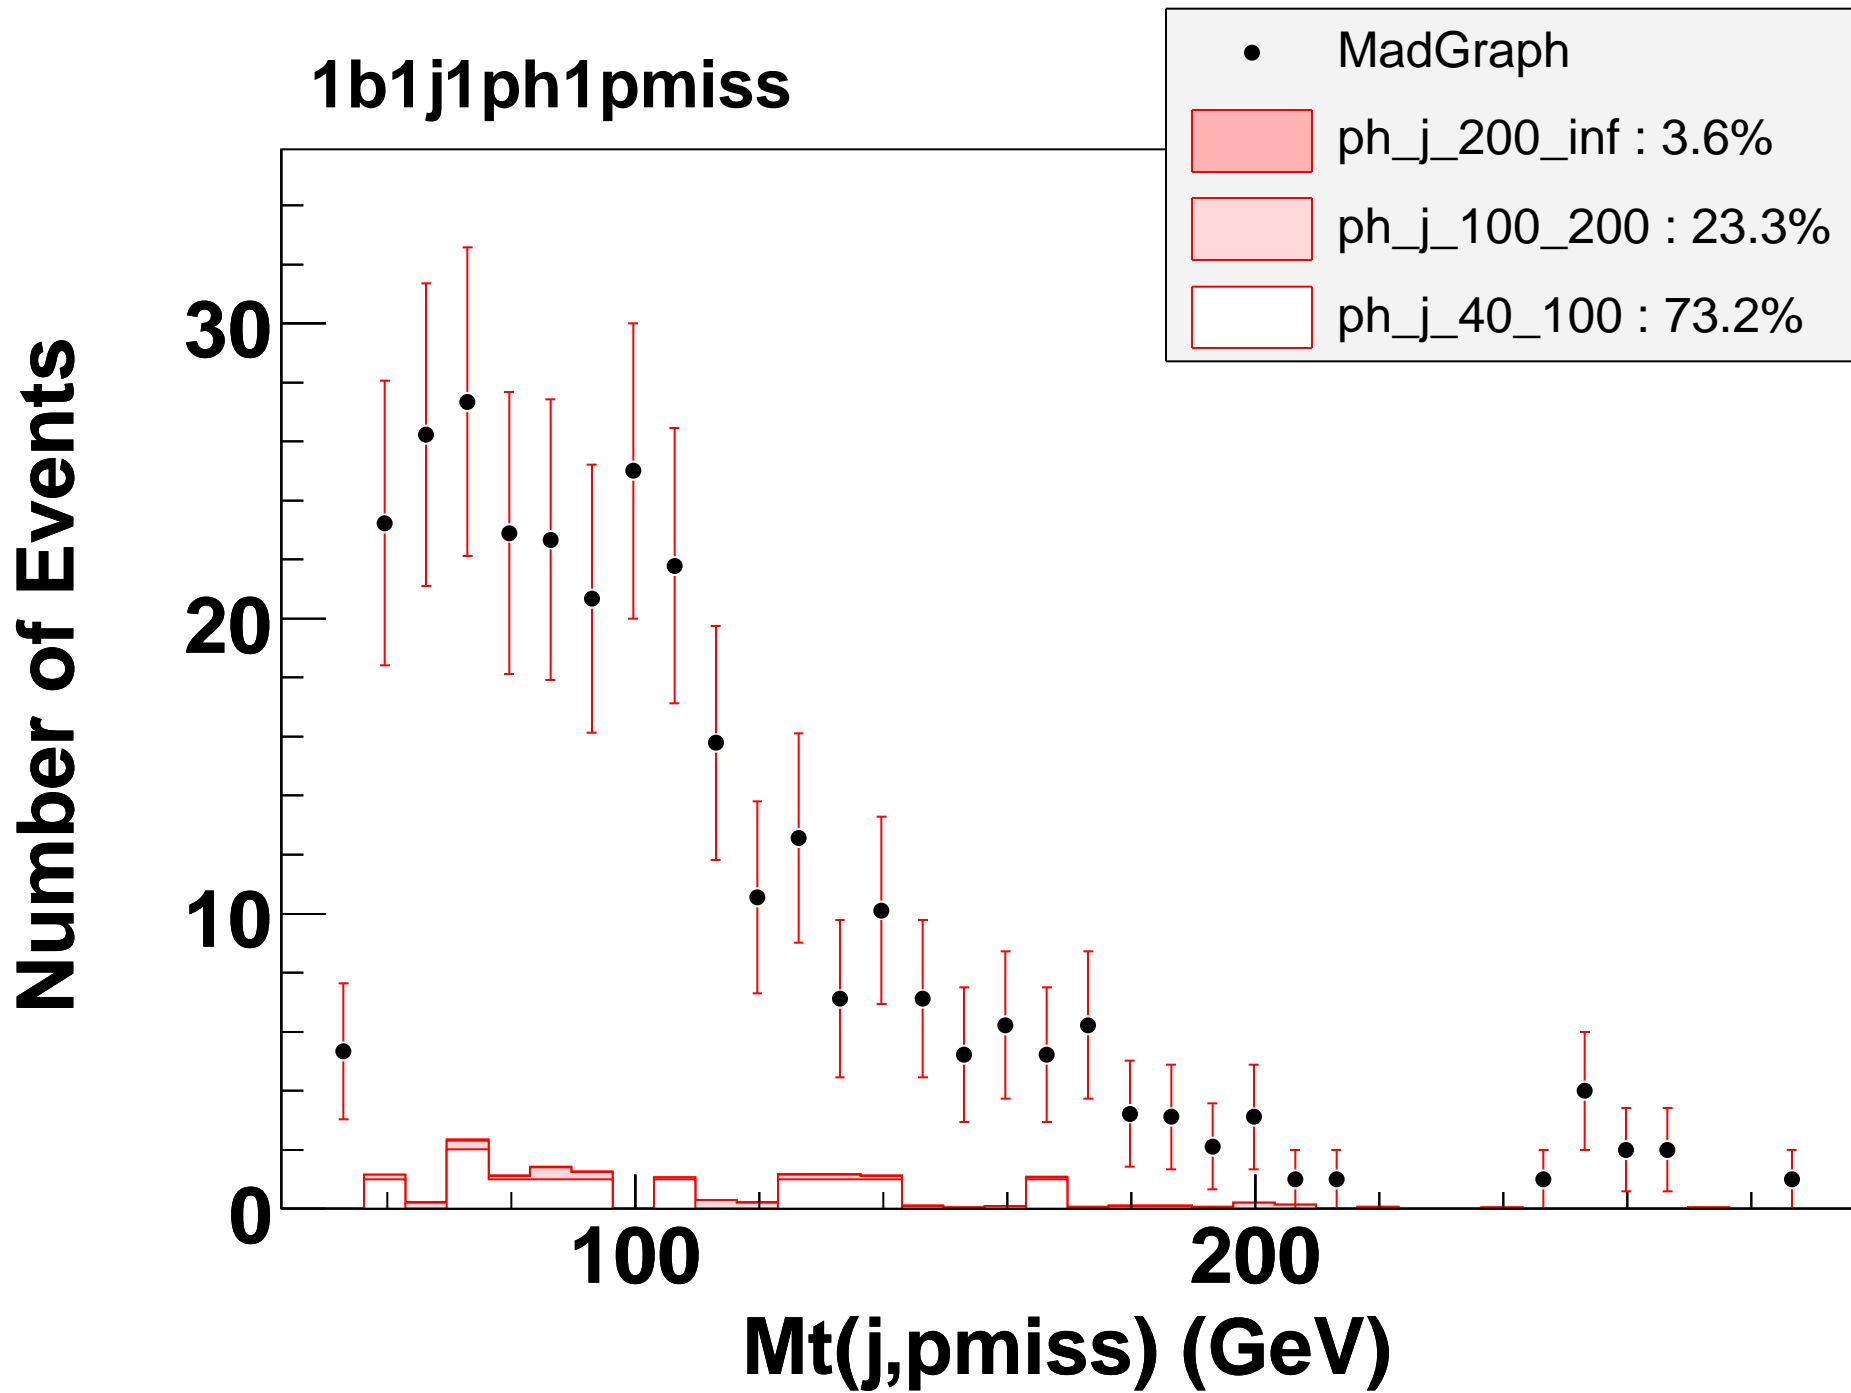 1b1j1ph1pmiss
MadGraph
ph_j_200_inf : 3.6%
ph_j_100_200 : 23.3%
ph_j_40_100 : 73.2%
Number of Events
30
20
10
0
100
200
Mt(j,pmiss) (GeV)